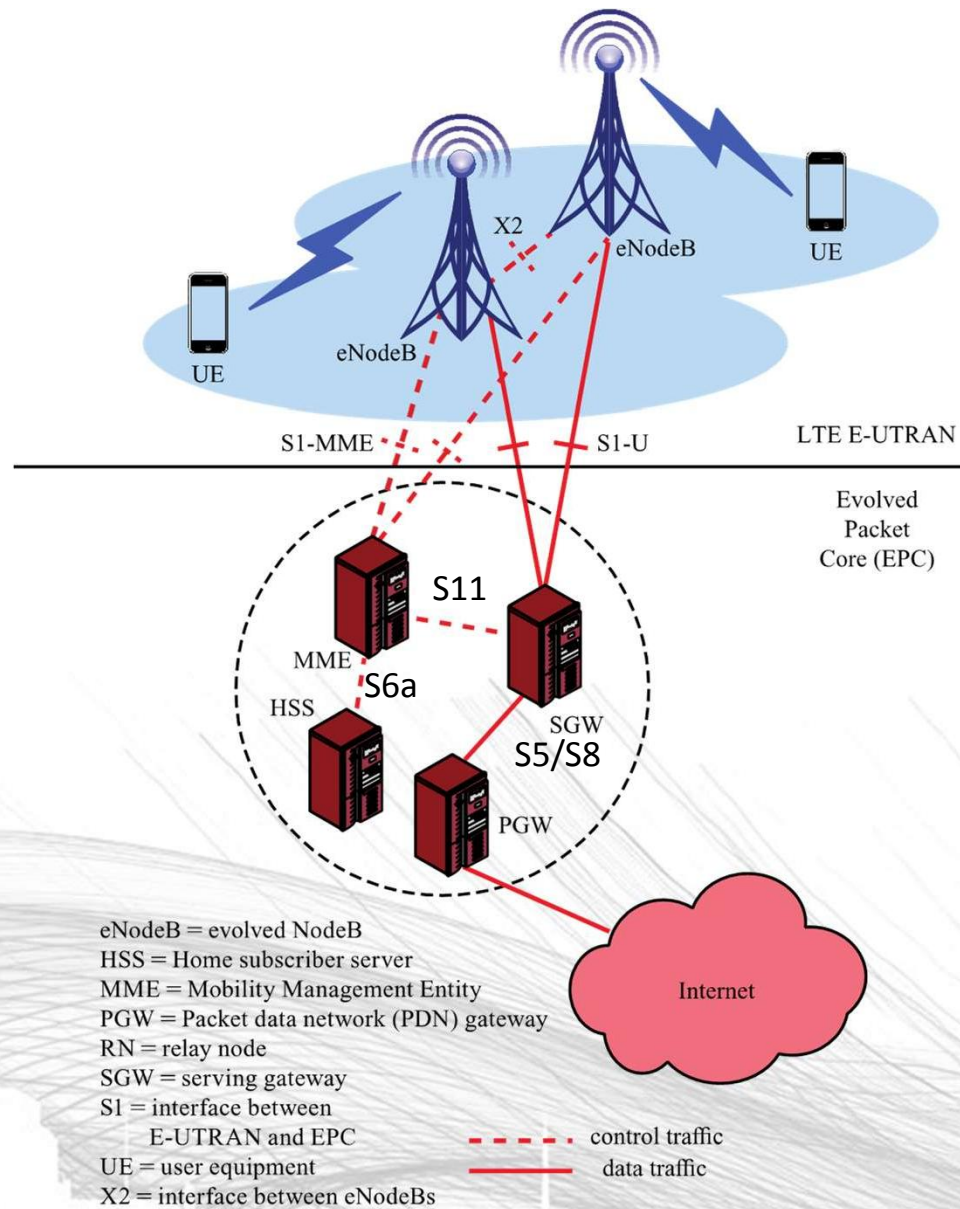 X2
eNodeB
UE
eNodeB
UE
S1-MME
S1-U
LTE E-UTRAN
Evolved
Packet
Core (EPC)
S11
MME
S6a
HSS
SGW
S5/S8
PGW
eNodeB = evolved NodeB
HSS = Home subscriber server
MME = Mobility Management Entity
PGW = Packet data network (PDN) gateway
RN = relay node
SGW = serving gateway
S1 = interface between
E-UTRAN and EPC
UE = user equipment
X2 = interface between eNodeBs
Internet
control traffic
data traffic